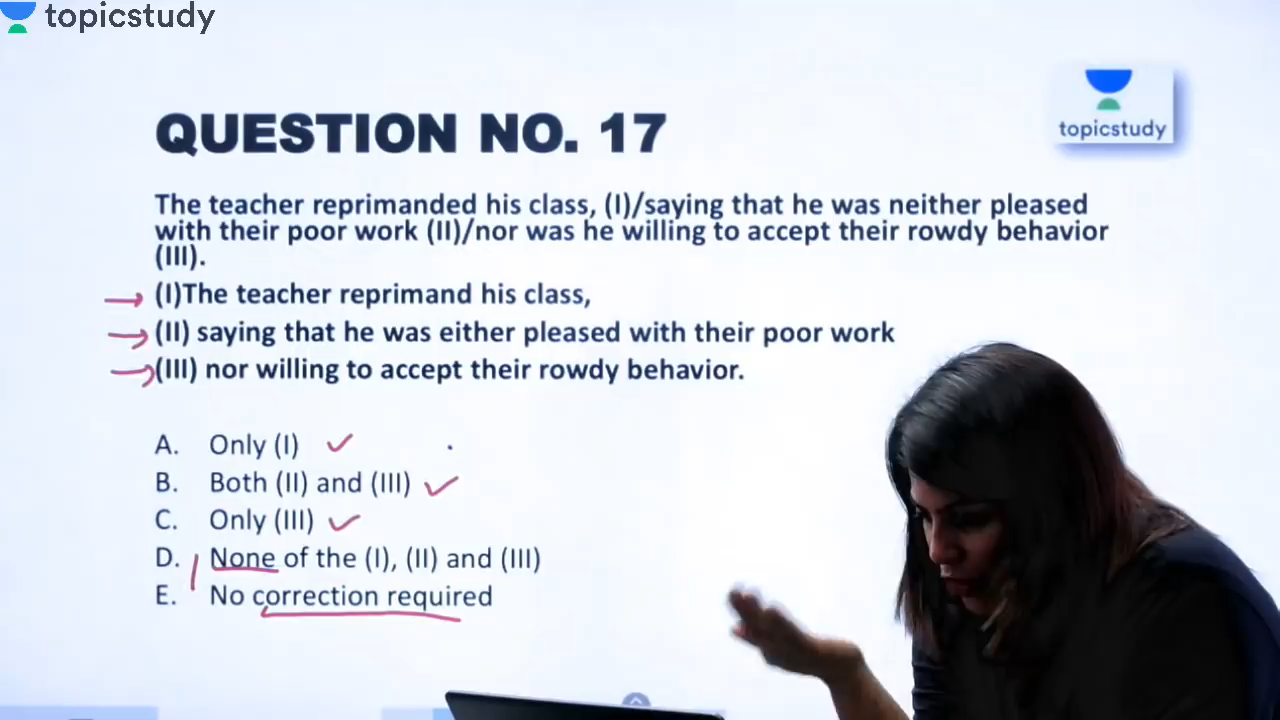 topicstudy
topicstudy
QUESTION NO. 17
The teacher reprimanded his class, (I)/saying that he was neither pleased
with their poor work (II)/nor was he willing to accept their rowdy behavior
(III).
(I)The teacher reprimand his class,
(II) saying that he was either pleased with their poor work
(III) nor willing to accept their rowdy behavior.
A. Only (I)
B. Both (II) and (III)
C. Only (III)
D. None of the (I), (II) and (III)
E. No correction required